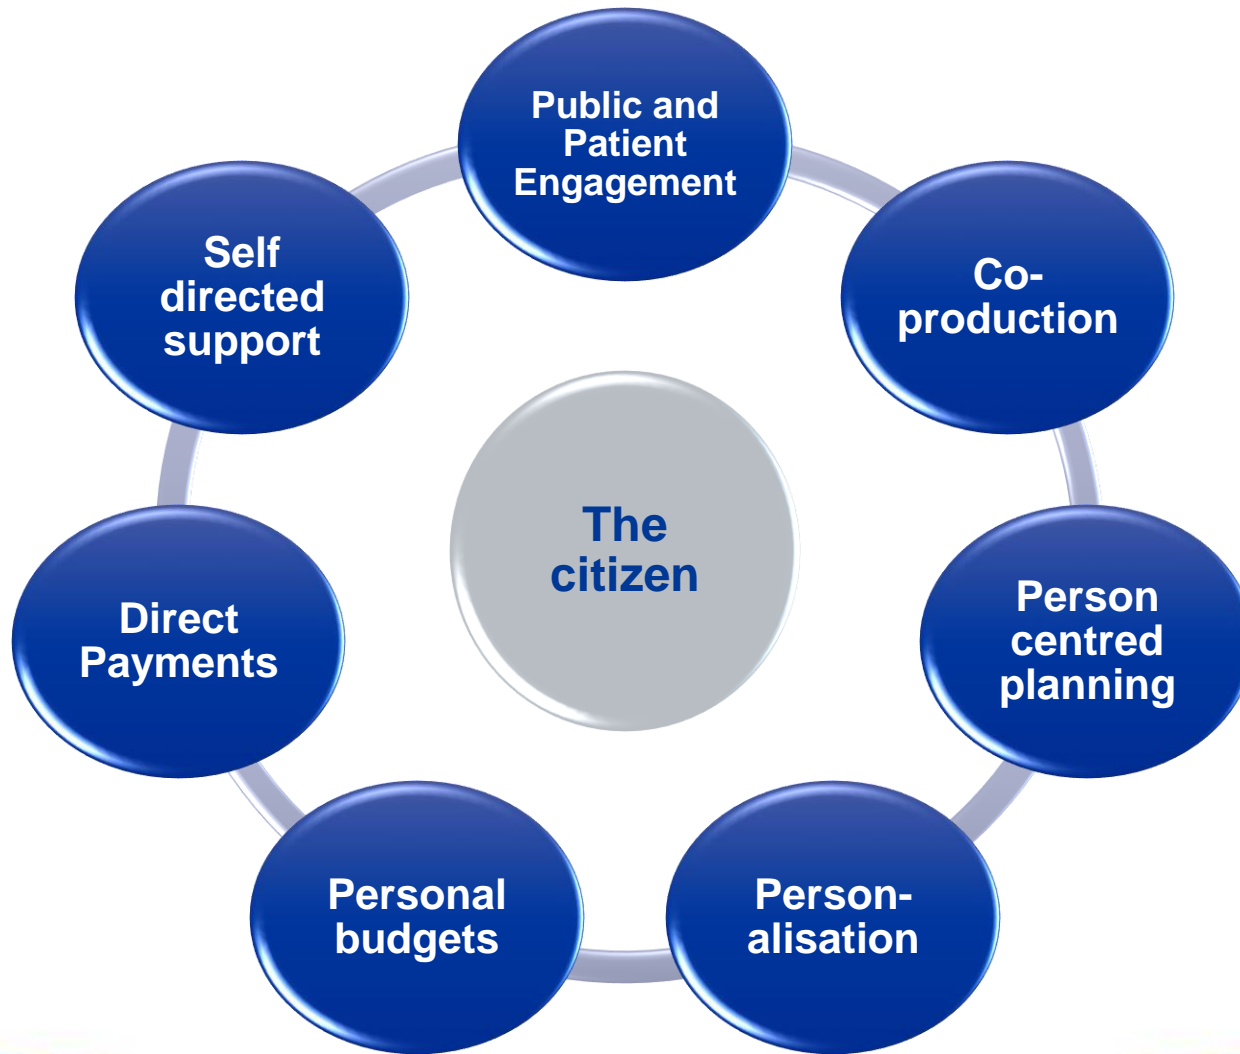 Public and
Patient
Engagement
Co-
production
Person
centred
planning
Person-
alisation
Personal
budgets
Direct
Payments
Self
directed
support
The
citizen